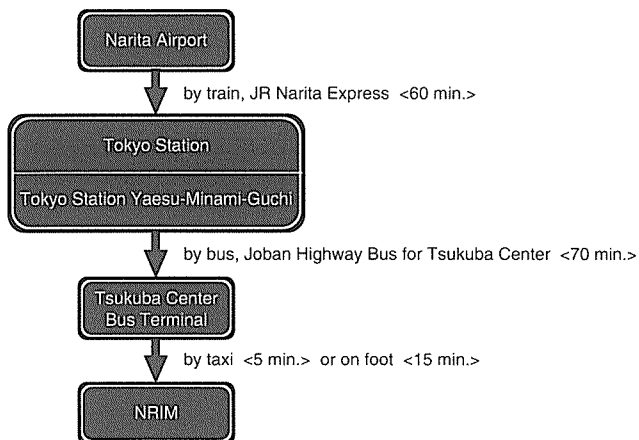 Narita Airport
by train, JR Narita Express <60 min.>
Tokyo Station
Tokyo Station Yaesu-Minami-Guchi
by bus, Joban Highway Bus for Tsukuba Center <70 min.>
Tsukuba Center
Bus Terminal
by taxi <5 min.> or on foot <15 min.>
NRIM